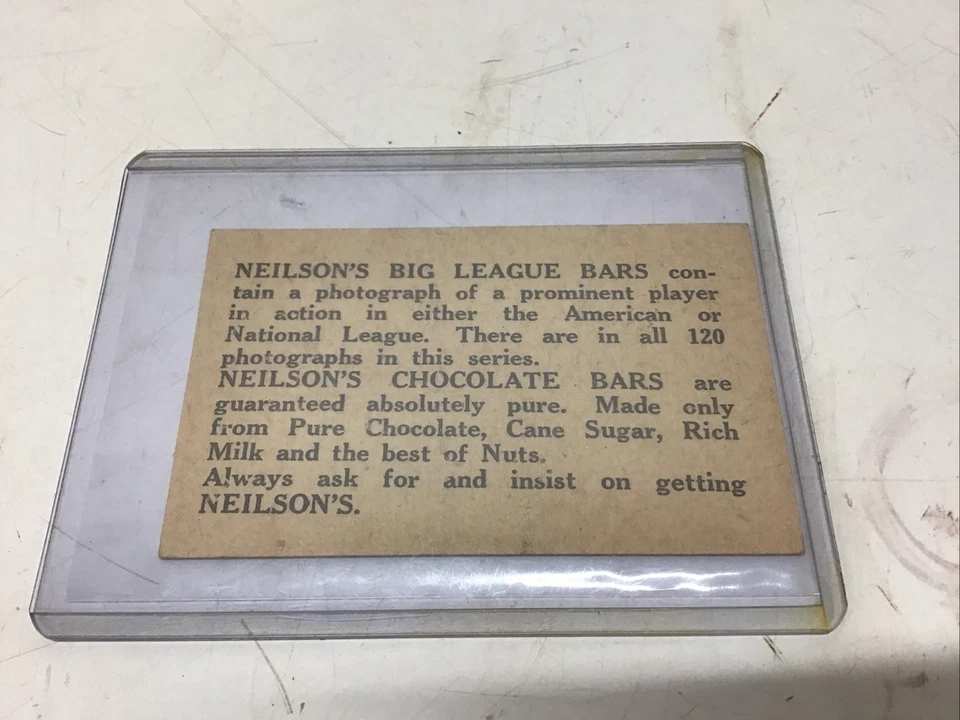 NEILSON'S BIG LEAGUE BARS con-
tain a photograph of a prominent player
in action in either the American or
National League. There are in all 120
photographs in this series.
NEILSON'S CHOCOLATE BARS are
guaranteed absolutely pure. Made only
from Pure Chocolate, Cane Sugar, Rich
Milk and the best of Nuts.
Always ask for and insist on getting
NEILSON'S.